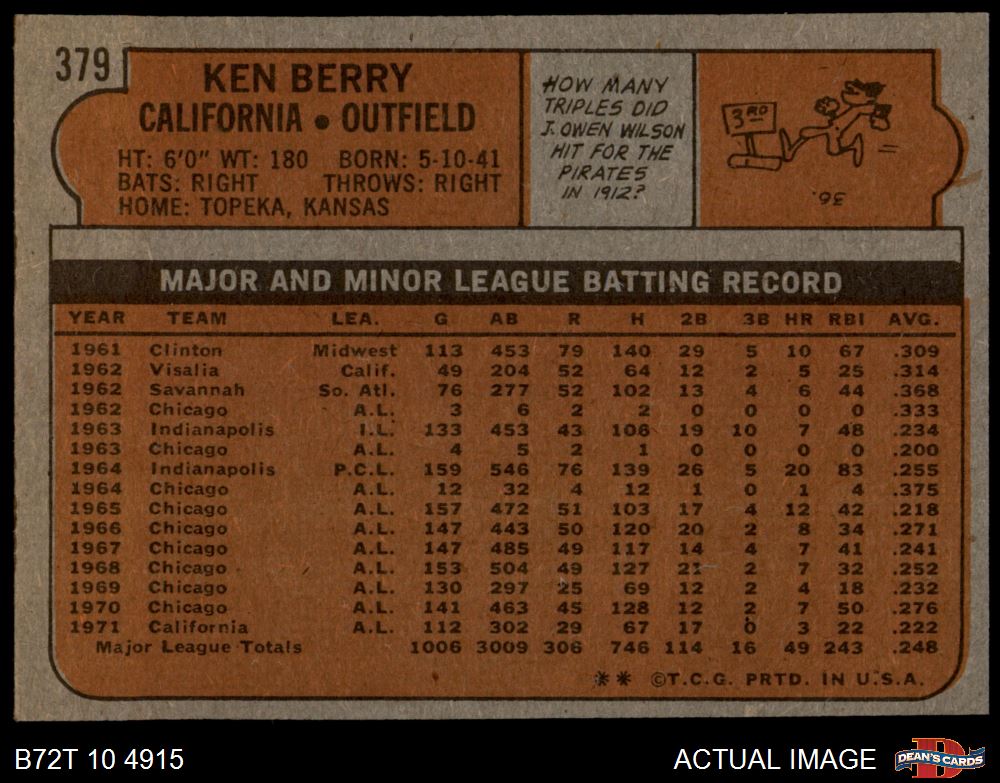 379
KEN BERRY
CALIFORNIA • OUTFIELD
HT: 6'0" WT: 180 BORN: 5-10-41
BATS: RIGHT THROWS: RIGHT
HOME: TOPEKA, KANSAS
HOW MANY
TRIPLES DID
J. OWEN WILSON
HIT FOR THE
PIRATES
IN 1912?
3RD
36.
MAJOR AND MINOR LEAGUE BATTING RECORD
YEAR TEAM LEA. G AB R H 2B 3B HR RBI AVG.
1961 Clinton Midwest 113 453 79 140 29 5 10 67 .309
1962 Visalia Calif. 49 204 52 64 12 2 5 25 .314
1962 Savannah So. Atl. 76 277 52 102 13 4 6 44 .368
1962 Chicago A.L. 3 6 2 2 0 0 0 0 .333
1963 Indianapolis I.L. 133 453 43 106 19 10 7 48 .234
1963 Chicago A.L. 4 5 2 1 0 0 0 0 .200
1964 Indianapolis P.C.L. 159 546 76 139 26 5 20 83 .255
1964 Chicago A.L. 12 32 4 12 1 0 1 4 .375
1965 Chicago A.L. 157 472 51 103 17 4 12 42 .218
1966 Chicago A.L. 147 443 50 120 20 2 8 34 .271
1967 Chicago A.L. 147 485 49 117 14 4 7 41 .241
1968 Chicago A.L. 153 504 49 127 21 2 7 32 .252
1969 Chicago A.L. 130 297 25 69 12 2 4 18 .232
1970 Chicago A.L. 141 463 45 128 12 2 7 50 .276
1971 California A.L. 112 302 29 67 17 0 3 22 .222
Major League Totals 1006 3009 306 746 114 16 49 243 .248
** ©T.C.G. PRTD. IN U.S.A.
B72T 10 4915
ACTUAL IMAGE
D
DEAN'S CARDS